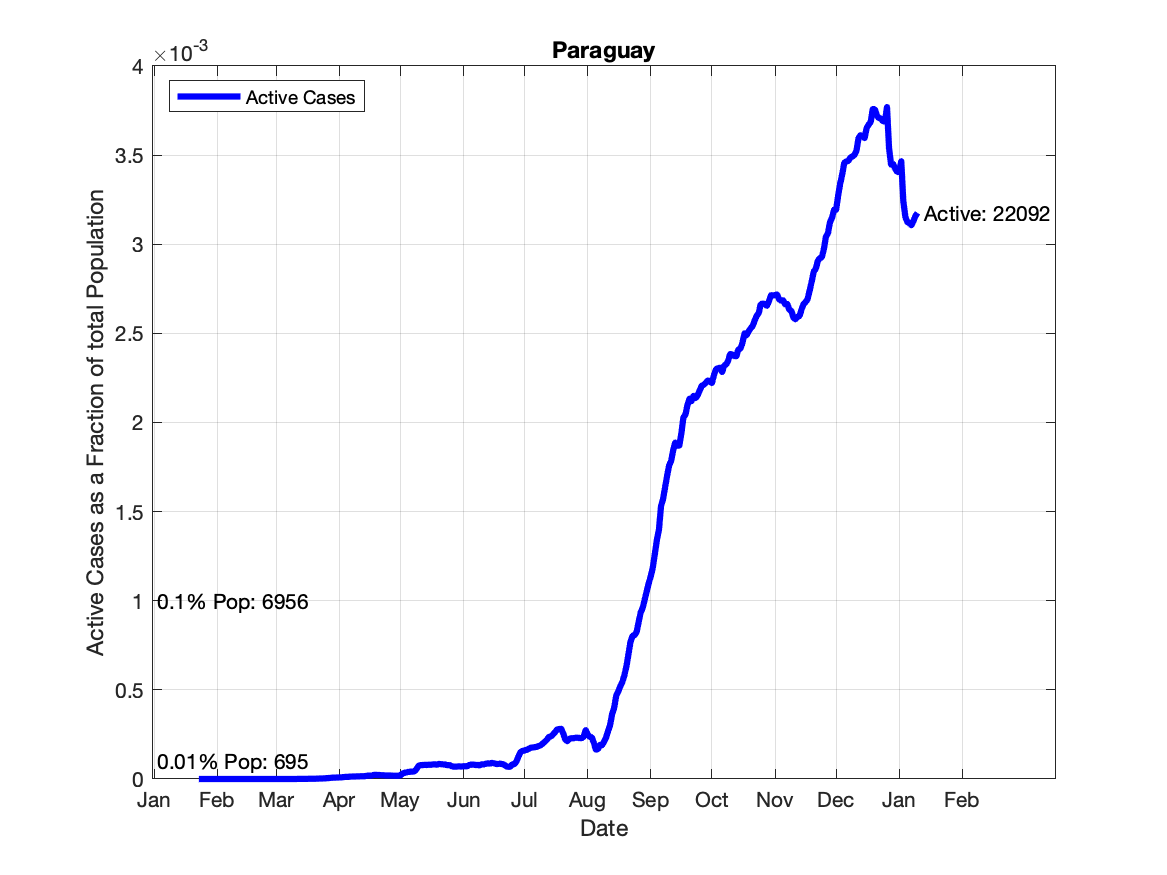 Paraguay
×10-3
4
3.5
3
2.5
2
1.5
1
0.5
0
Active Cases as a Fraction of total Population
Active Cases
Active: 22092
0.1% Pop: 6956
0.01% Pop: 695
Jan Feb Mar Apr May Jun Jul Aug Sep Oct Nov Dec Jan Feb
Date